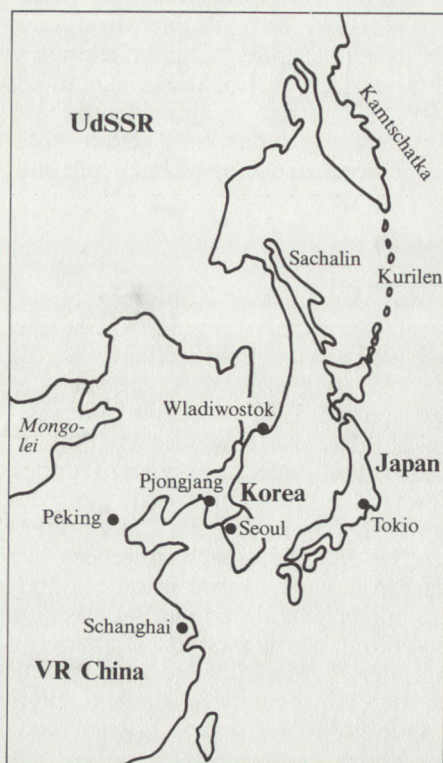 UdSSR
Kamtschatka
Sachalin
Kurilen
Wladiwostok
Mongo-
lei
Japan
Pjongjang
Korea
Peking
Seoul
Tokio
Schanghai
VR China